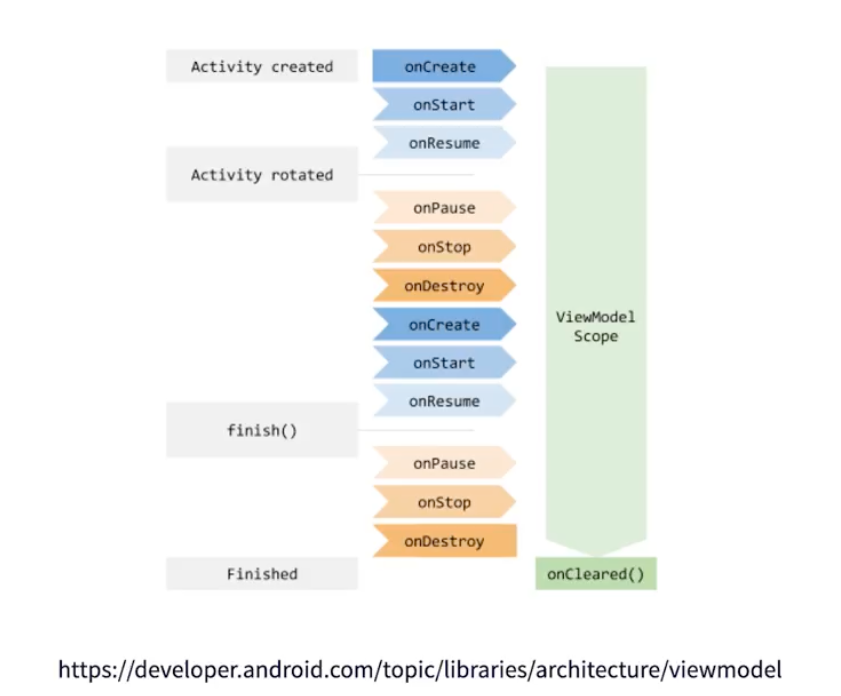 Activity created
onCreate
onStart
onResume
Activity rotated
onPause
onStop
onDestroy
onCreate
onStart
onResume
ViewModel
Scope
finish()
onPause
onStop
onDestroy
Finished
onCleared()
https://developer.android.com/topic/libraries/architecture/viewmodel